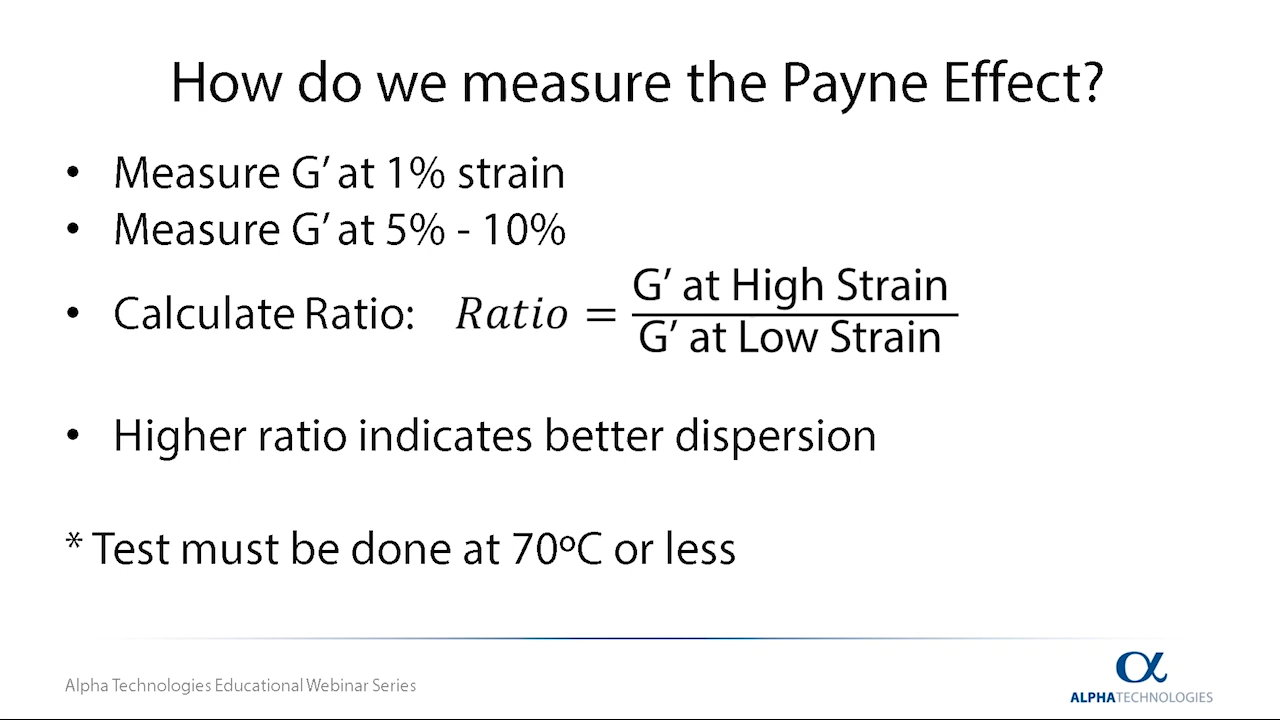 How do we measure the Payne Effect?
• Measure G’ at 1% strain
• Measure G’ at 5% - 10%
• Calculate Ratio: Ratio = G’ at High Strain / G’ at Low Strain
• Higher ratio indicates better dispersion
* Test must be done at 70ºC or less
Alpha Technologies Educational Webinar Series
α
ALPHATECHNOLOGIES